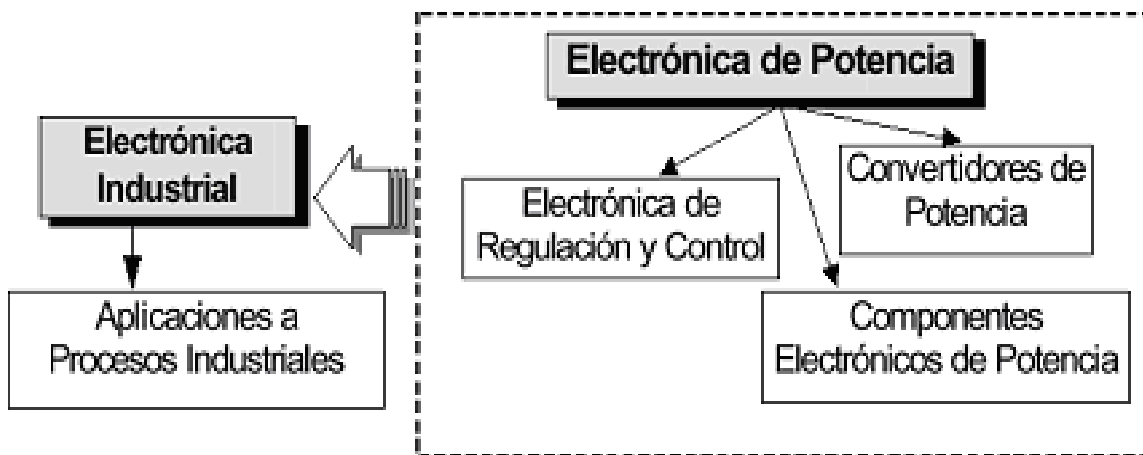 Electrónica de Potencia
Electrónica
Industrial
Convertidores de
Potencia
Electrónica de
Regulación y Control
Aplicaciones a
Procesos Industriales
Componentes
Electrónicos de Potencia